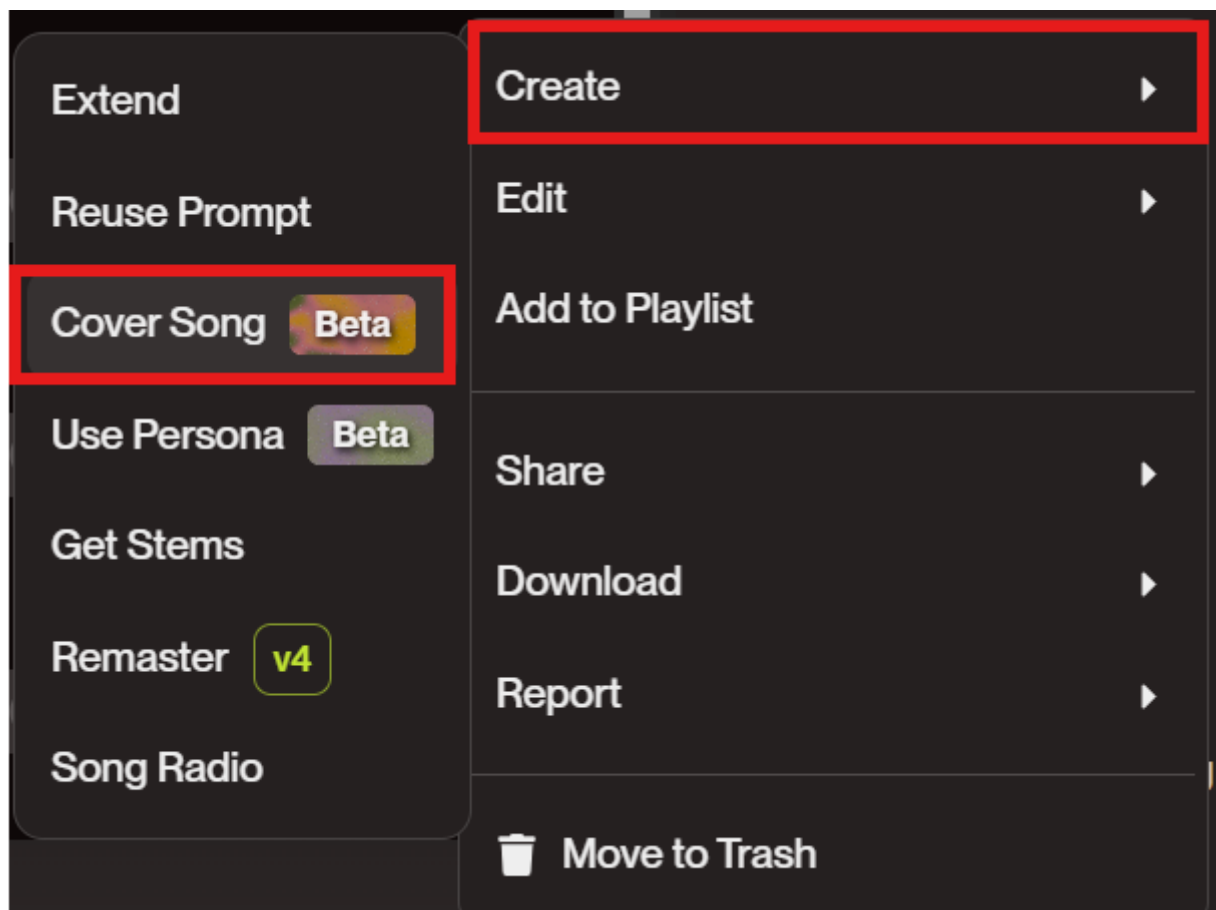 Extend
Reuse Prompt
Cover Song Beta
Use Persona Beta
Get Stems
Remaster v4
Song Radio
Create
Edit
Add to Playlist
Share
Download
Report
Move to Trash